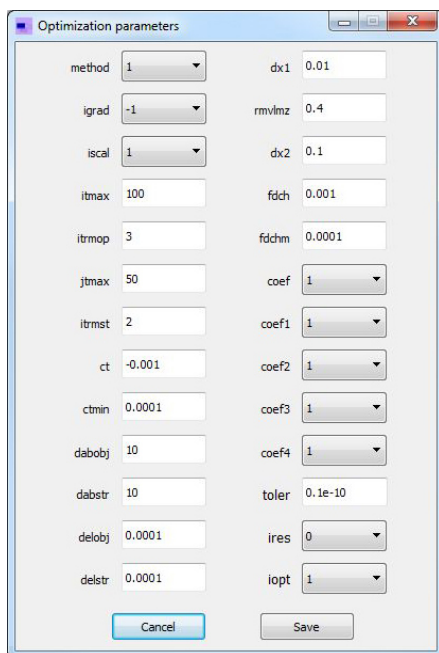 Optimization parameters
method 1 dx1 0.01
igrad -1 rmvlmz 0.4
iscal 1 dx2 0.1
itmax 100 fdch 0.001
itrmop 3 fdchm 0.0001
jtmax 50 coef 1
itrmst 2 coef1 1
ct -0.001 coef2 1
ctmin 0.0001 coef3 1
dabobj 10 coef4 1
dabstr 10 toler 0.1e-10
delobj 0.0001 ires 0
delstr 0.0001 iopt 1
Cancel Save